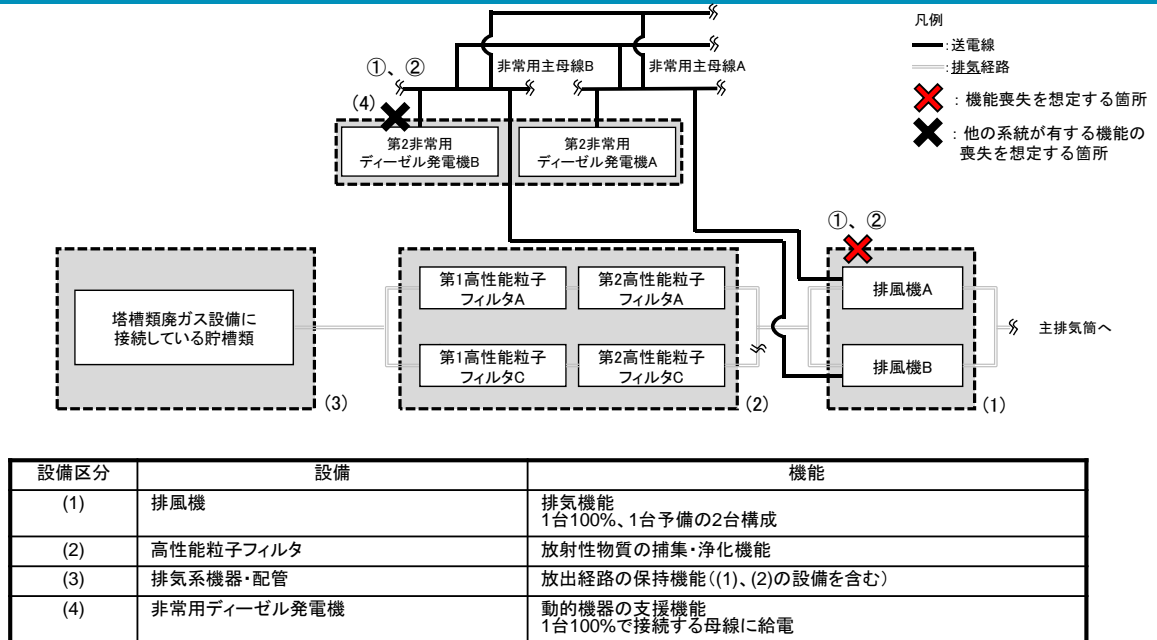 凡例
:送電線
:排気経路
:機能喪失を想定する箇所
:他の系統が有する機能の
喪失を想定する箇所
非常用主母線B
非常用主母線A
①、②
(4)
第2非常用
ディーゼル発電機B
第2非常用
ディーゼル発電機A
①、②
塔槽類廃ガス設備に
接続している貯槽類
(3)
第1高性能粒子
フィルタA
第2高性能粒子
フィルタA
第1高性能粒子
フィルタC
第2高性能粒子
フィルタC
(2)
排風機A
排風機B
(1)
主排気筒へ
設備区分 設備 機能
(1) 排風機 排気機能
1台100%、1台予備の2台構成
(2) 高性能粒子フィルタ 放射性物質の捕集・浄化機能
(3) 排気系機器・配管 放出経路の保持機能((1)、(2)の設備を含む)
(4) 非常用ディーゼル発電機 動的機器の支援機能
1台100%で接続する母線に給電